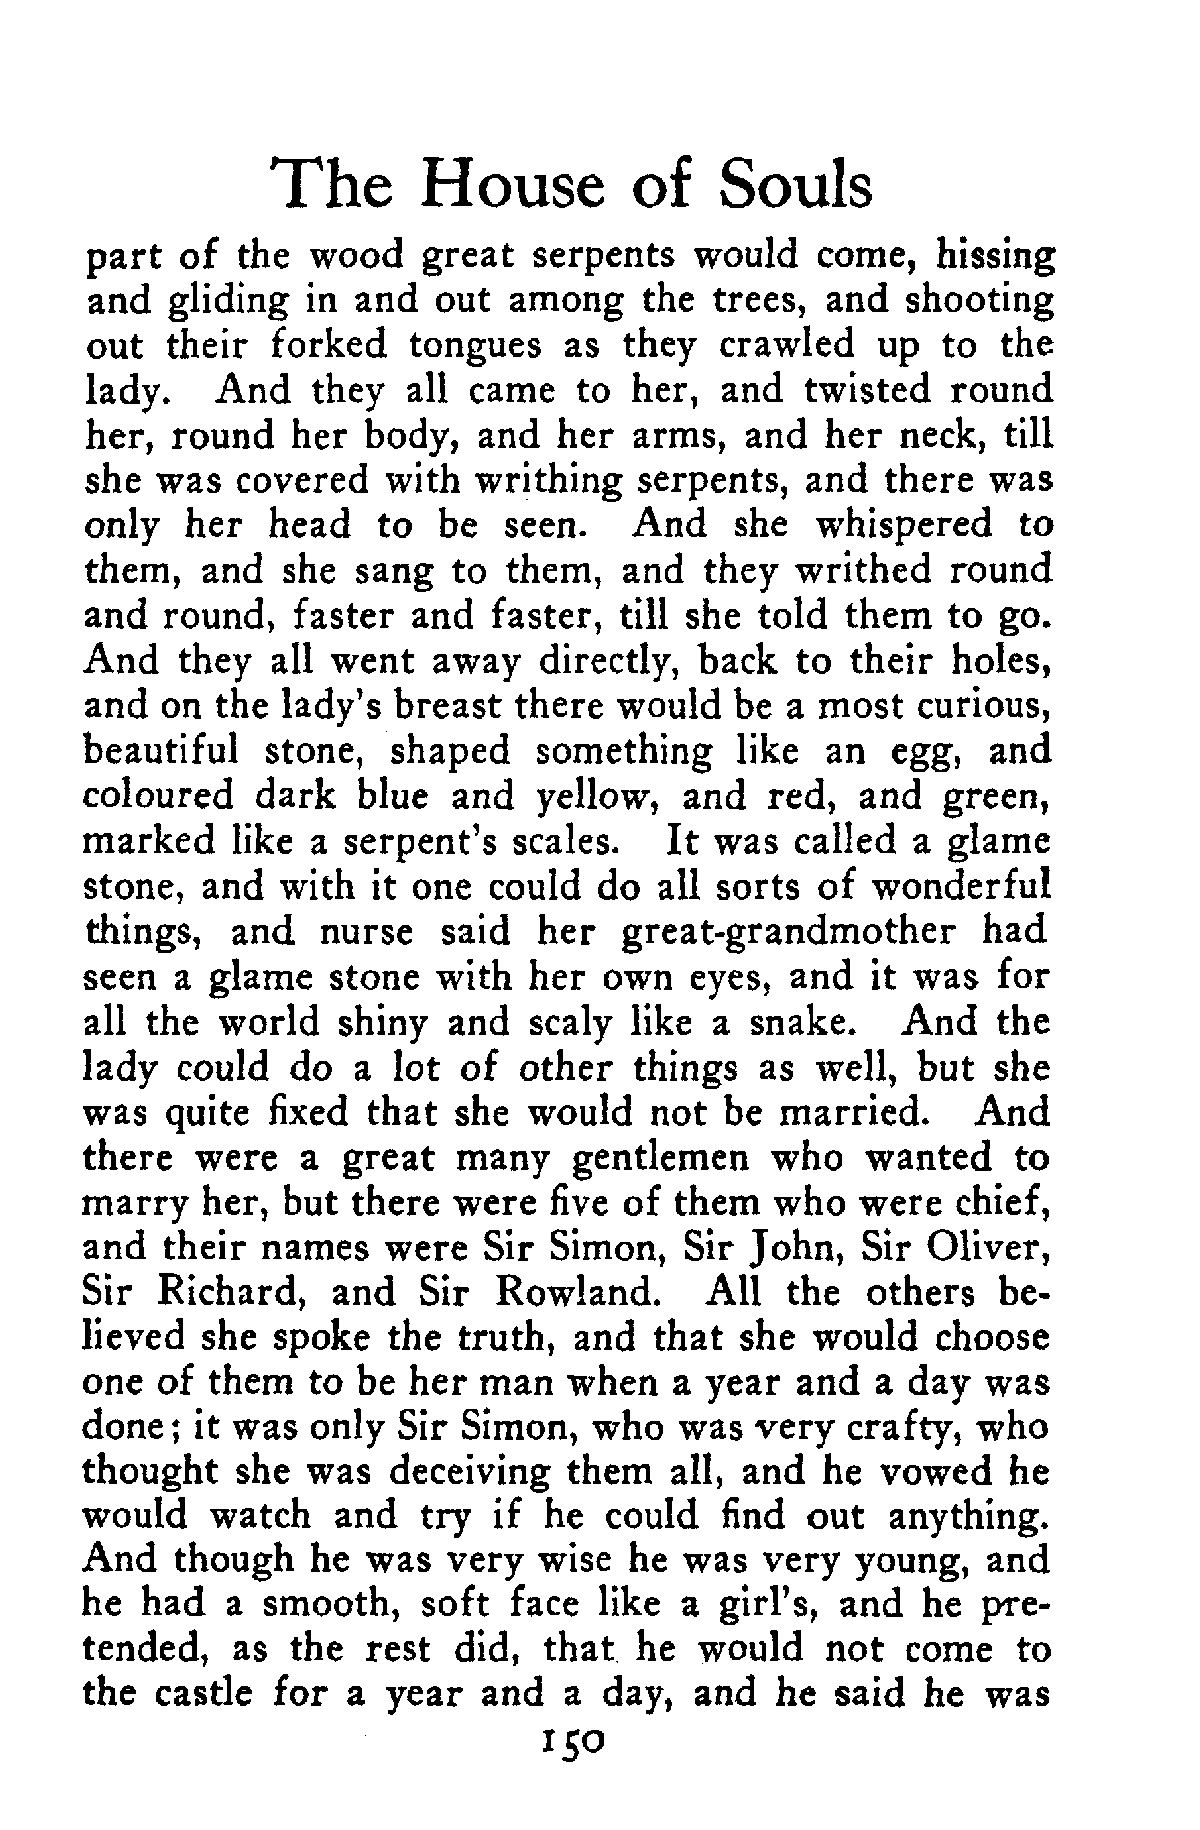 The House of Souls
part of the wood great serpents would come, hissing
and gliding in and out among the trees, and shooting
out their forked tongues as they crawled up to the
lady. And they all came to her, and twisted round
her, round her body, and her arms, and her neck, till
she was covered with writhing serpents, and there was
only her head to be seen. And she whispered to
them, and she sang to them, and they writhed round
and round, faster and faster, till she told them to go.
And they all went away directly, back to their holes,
and on the lady's breast there would be a most curious,
beautiful stone, shaped something like an egg, and
coloured dark blue and yellow, and red, and green,
marked like a serpent's scales. It was called a glame
stone, and with it one could do all sorts of wonderful
things, and nurse said her great-grandmother had
seen a glame stone with her own eyes, and it was for
all the world shiny and scaly like a snake. And the
lady could do a lot of other things as well, but she
was quite fixed that she would not be married. And
there were a great many gentlemen who wanted to
marry her, but there were five of them who were chief,
and their names were Sir Simon, Sir John, Sir Oliver,
Sir Richard, and Sir Rowland. All the others be-
lieved she spoke the truth, and that she would choose
one of them to be her man when a year and a day was
done; it was only Sir Simon, who was very crafty, who
thought she was deceiving them all, and he vowed he
would watch and try if he could find out anything.
And though he was very wise he was very young, and
he had a smooth, soft face like a girl's, and he pre-
tended, as the rest did, that he would not come to
the castle for a year and a day, and he said he was
150